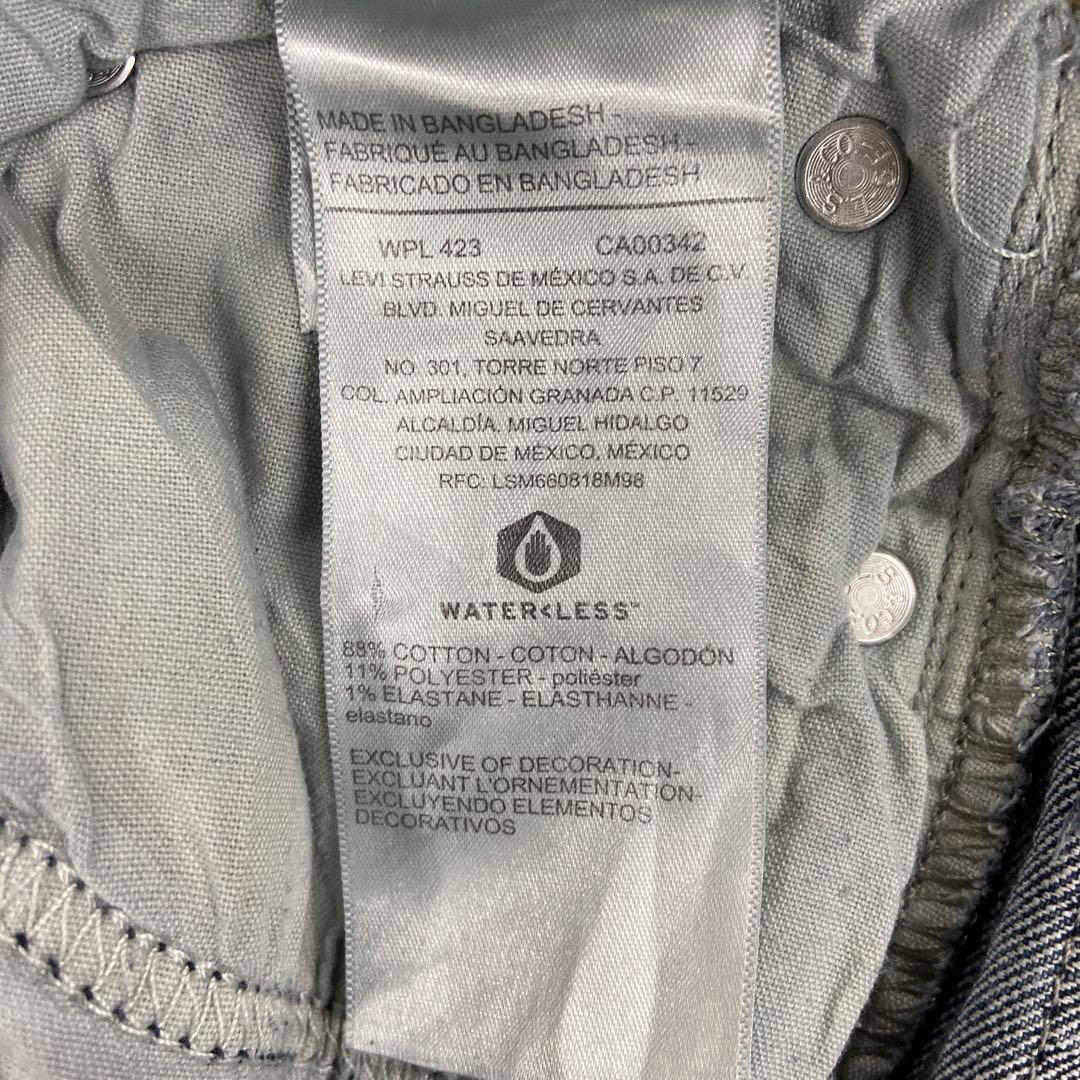 MADE IN BANGLADESH -
FABRIQUÉ AU BANGLADESH -
FABRICADO EN BANGLADESH
WPL 423 CA00342
LEVI STRAUSS DE MÉXICO S.A. DE C.V.
BLVD. MIGUEL DE CERVANTES
SAAVEDRA
NO. 301, TORRE NORTE PISO 7
COL. AMPLIACIÓN GRANADA C.P. 11529
ALCALDÍA. MIGUEL HIDALGO
CIUDAD DE MÉXICO, MÉXICO
RFC: LSM660818M98
WATER<LESS™
88% COTTON - COTON - ALGODÓN
11% POLYESTER - poliéster
1% ELASTANE - ELASTHANNE -
elastano
EXCLUSIVE OF DECORATION-
EXCLUANT L'ORNEMENTATION-
EXCLUYENDO ELEMENTOS
DECORATIVOS